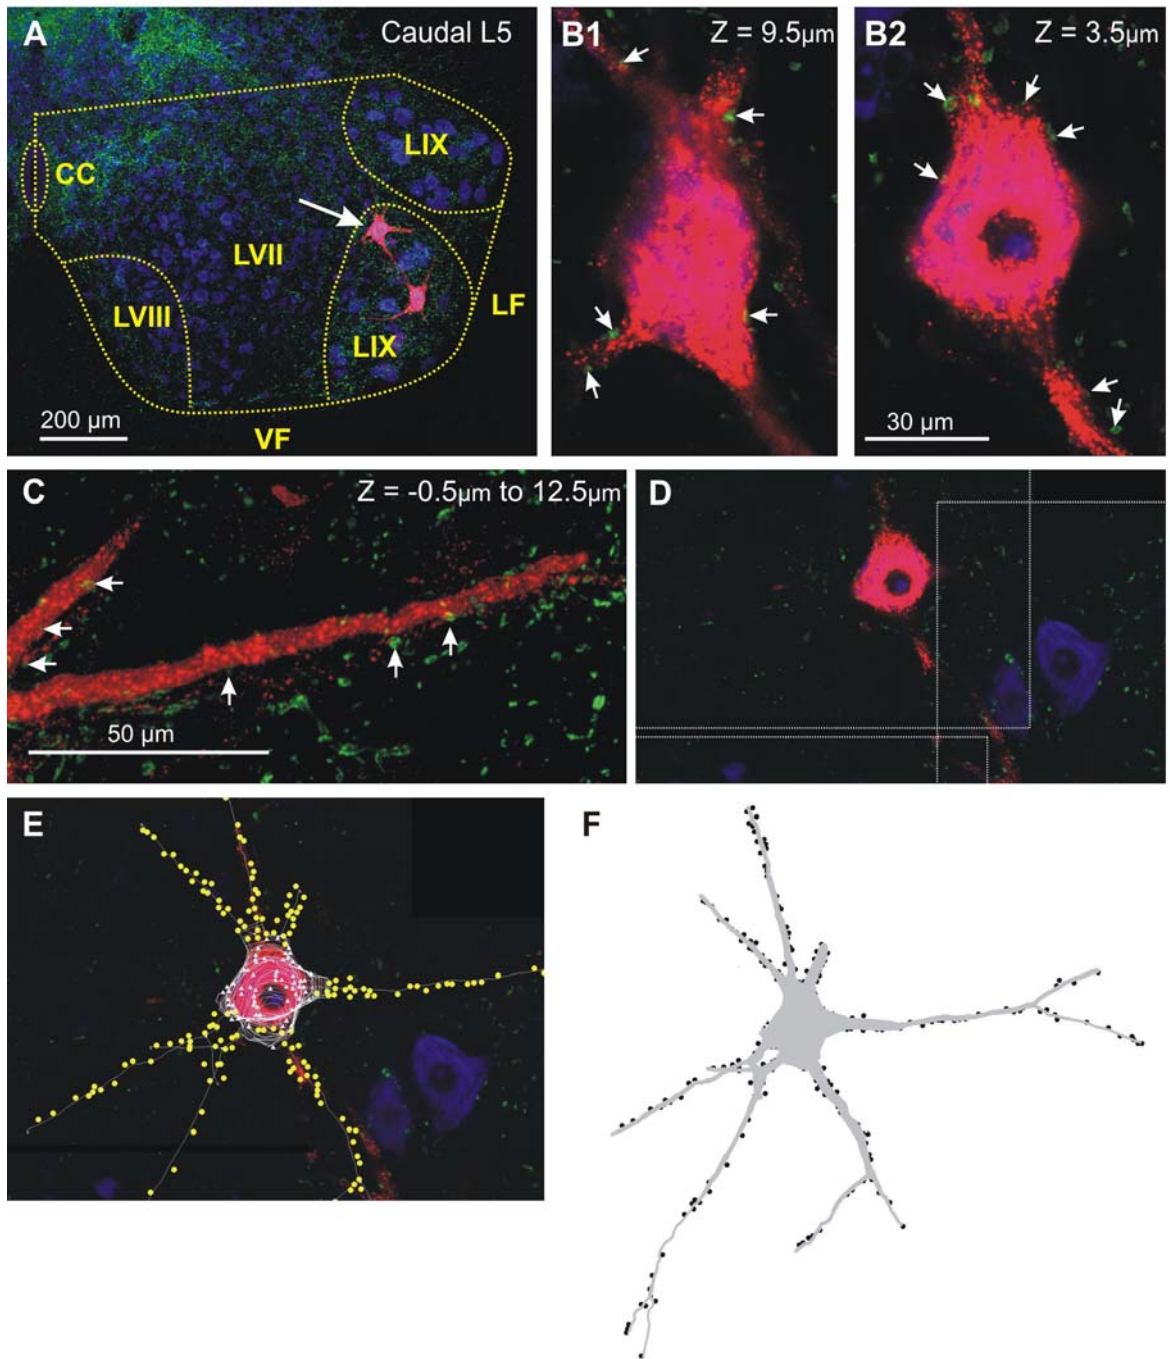 A
Caudal L5
LIX
CC
LVII
LVIII
LIX
LF
VF
200 µm
B1
Z = 9.5µm
B2
Z = 3.5µm
30 µm
C
Z = -0.5µm to 12.5µm
50 µm
D
E
F